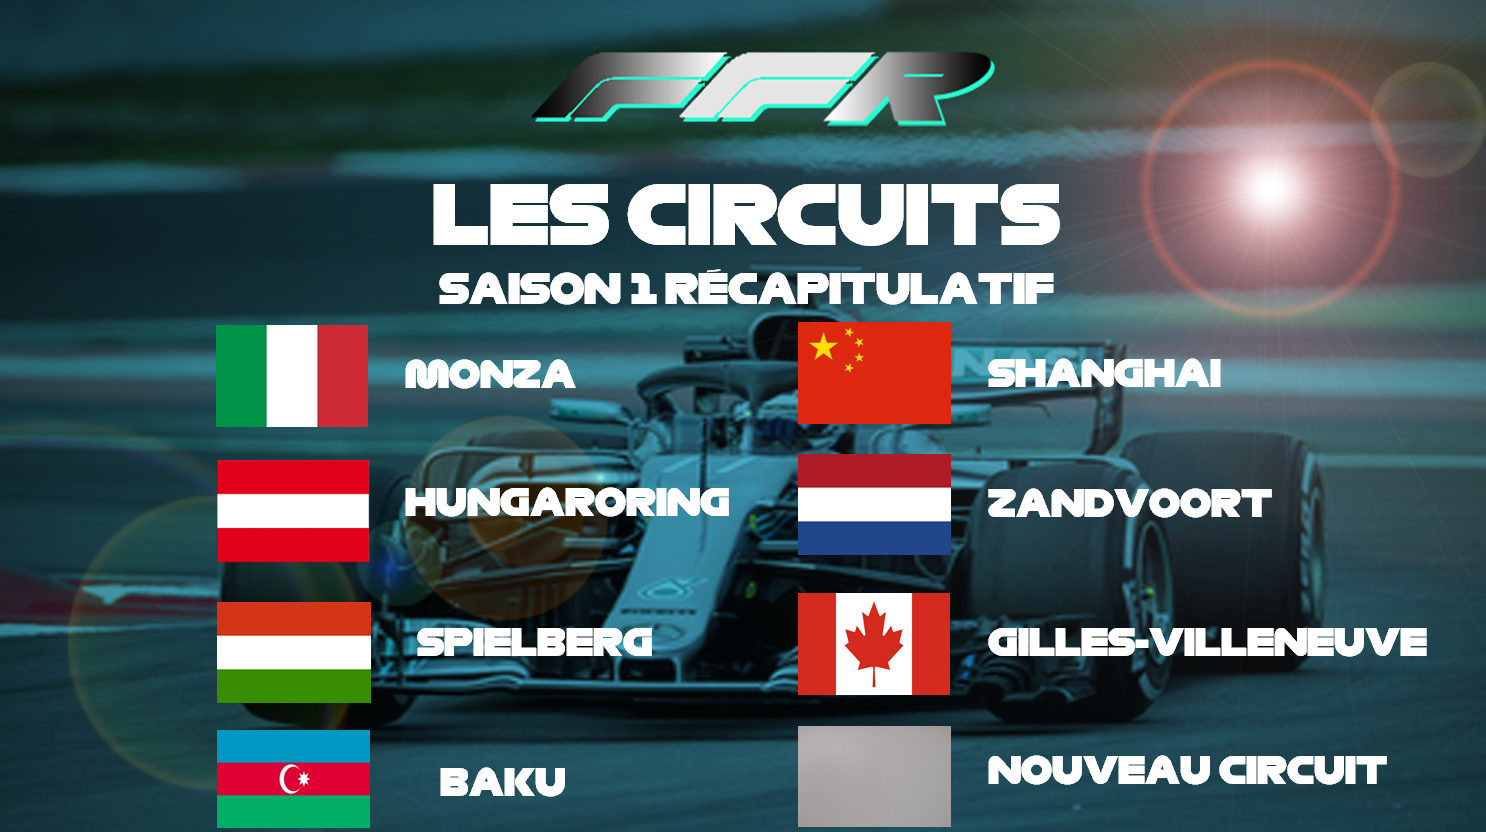 FFR
LES CIRCUITS
SAISON 1 RÉCAPITULATIF
MONZA
SHANGHAI
HUNGARORING
ZANDVOORT
SPIELBERG
GILLES-VILLENEUVE
BAKU
NOUVEAU CIRCUIT